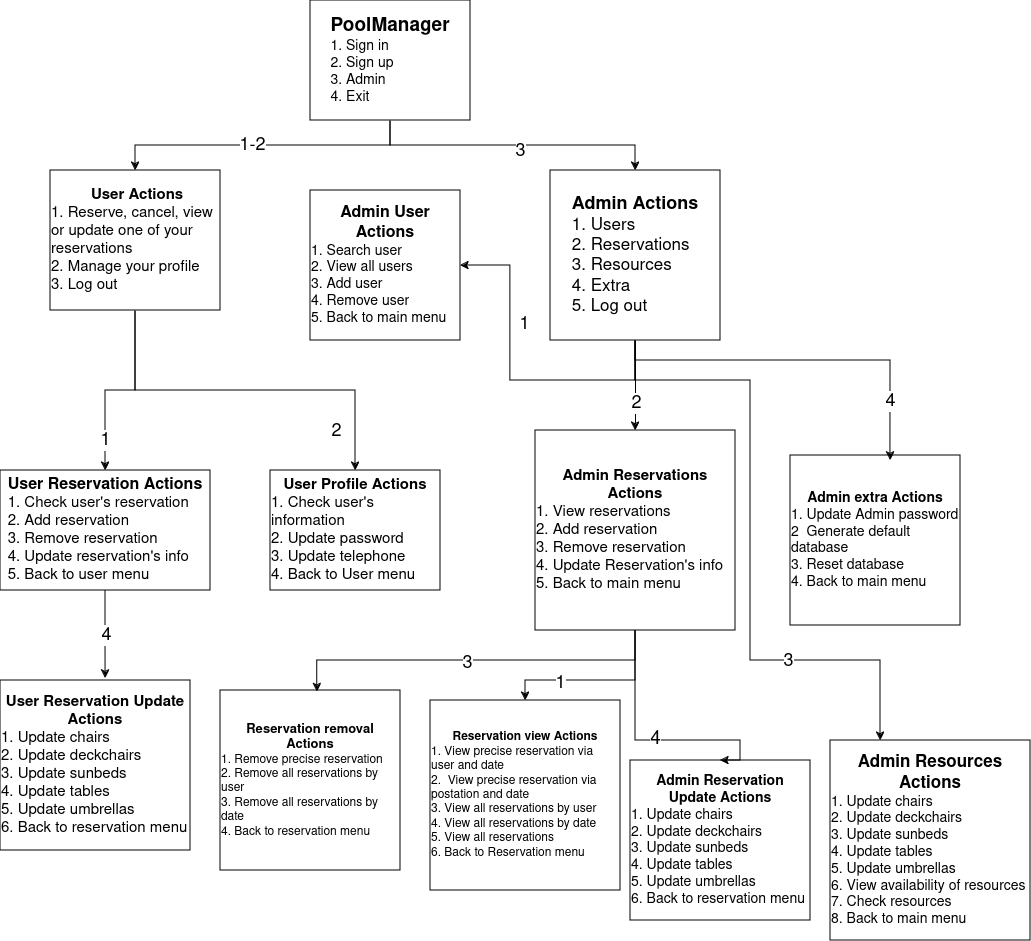 PoolManager
1. Sign in
2. Sign up
3. Admin
4. Exit
1-2
3
User Actions
1. Reserve, cancel, view
or update one of your
reservations
2. Manage your profile
3. Log out
Admin User
Actions
1. Search user
2. View all users
3. Add user
4. Remove user
5. Back to main menu
Admin Actions
1. Users
2. Reservations
3. Resources
4. Extra
5. Log out
1
2
4
1
2
User Reservation Actions
1. Check user's reservation
2. Add reservation
3. Remove reservation
4. Update reservation's info
5. Back to user menu
User Profile Actions
1. Check user's
information
2. Update password
3. Update telephone
4. Back to User menu
Admin Reservations
Actions
1. View reservations
2. Add reservation
3. Remove reservation
4. Update Reservation's info
5. Back to main menu
Admin extra Actions
1. Update Admin password
2  Generate default
database
3. Reset database
4. Back to main menu
4
3
1
4
3
User Reservation Update
Actions
1. Update chairs
2. Update deckchairs
3. Update sunbeds
4. Update tables
5. Update umbrellas
6. Back to reservation menu
Reservation removal
Actions
1. Remove precise reservation
2. Remove all reservations by
user
3. Remove all reservations by
date
4. Back to reservation menu
Reservation view Actions
1. View precise reservation via
user and date
2.  View precise reservation via
postation and date
3. View all reservations by user
4. View all reservations by date
5. View all reservations
6. Back to Reservation menu
Admin Reservation
Update Actions
1. Update chairs
2. Update deckchairs
3. Update sunbeds
4. Update tables
5. Update umbrellas
6. Back to reservation menu
Admin Resources
Actions
1. Update chairs
2. Update deckchairs
3. Update sunbeds
4. Update tables
5. Update umbrellas
6. View availability of resources
7. Check resources
8. Back to main menu